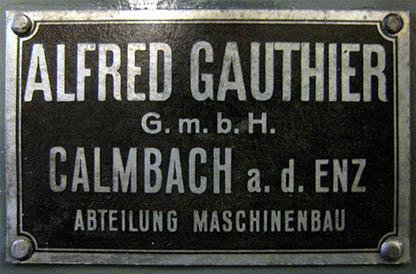 ALFRED GAUTHIER
G.m.b.H.
CALMBACH a.d. ENZ
ABTEILUNG MASCHINENBAU